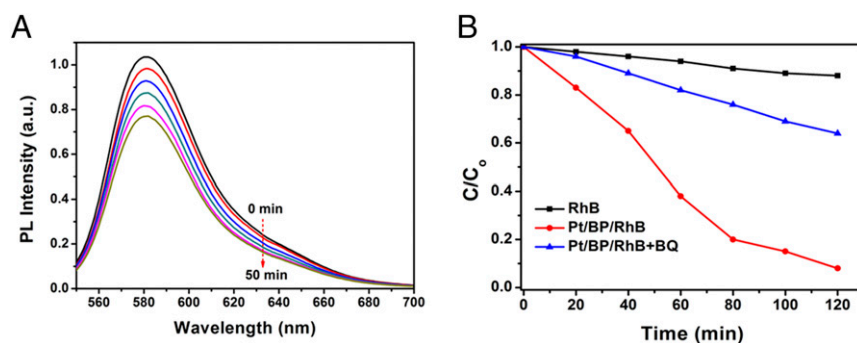 A
PL Intensity (a.u.)
1.0
0.8
0.6
0.4
0.2
0.0
0 min
50 min
560 580 600 620 640 660 680 700
Wavelength (nm)
B
C/Co
1.0
0.8
0.6
0.4
0.2
0.0
RhB
Pt/BP/RhB
Pt/BP/RhB+BQ
0 20 40 60 80 100 120
Time (min)